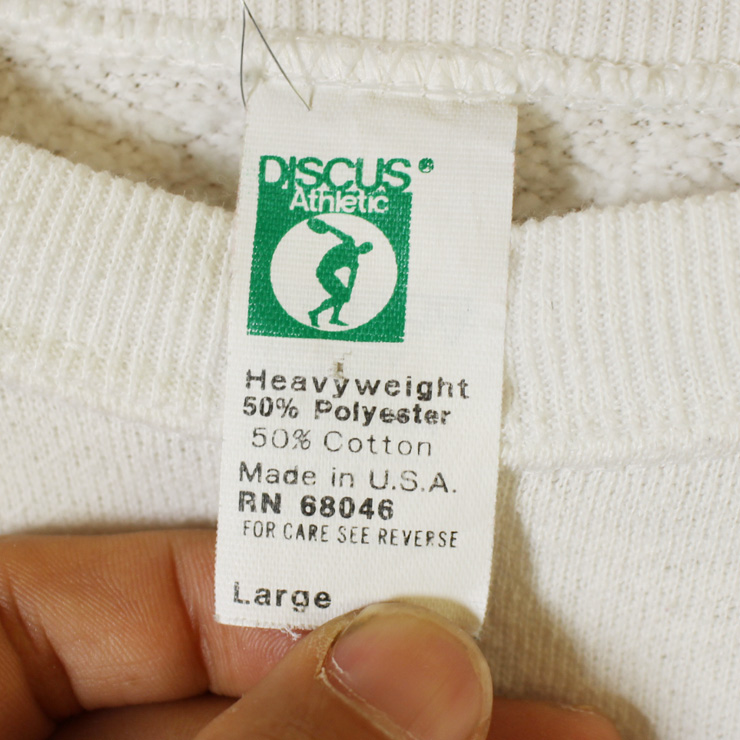 DISCUS®
Athletic
Heavyweight
50% Polyester
50% Cotton
Made in U.S.A.
RN 68046
FOR CARE SEE REVERSE
Large